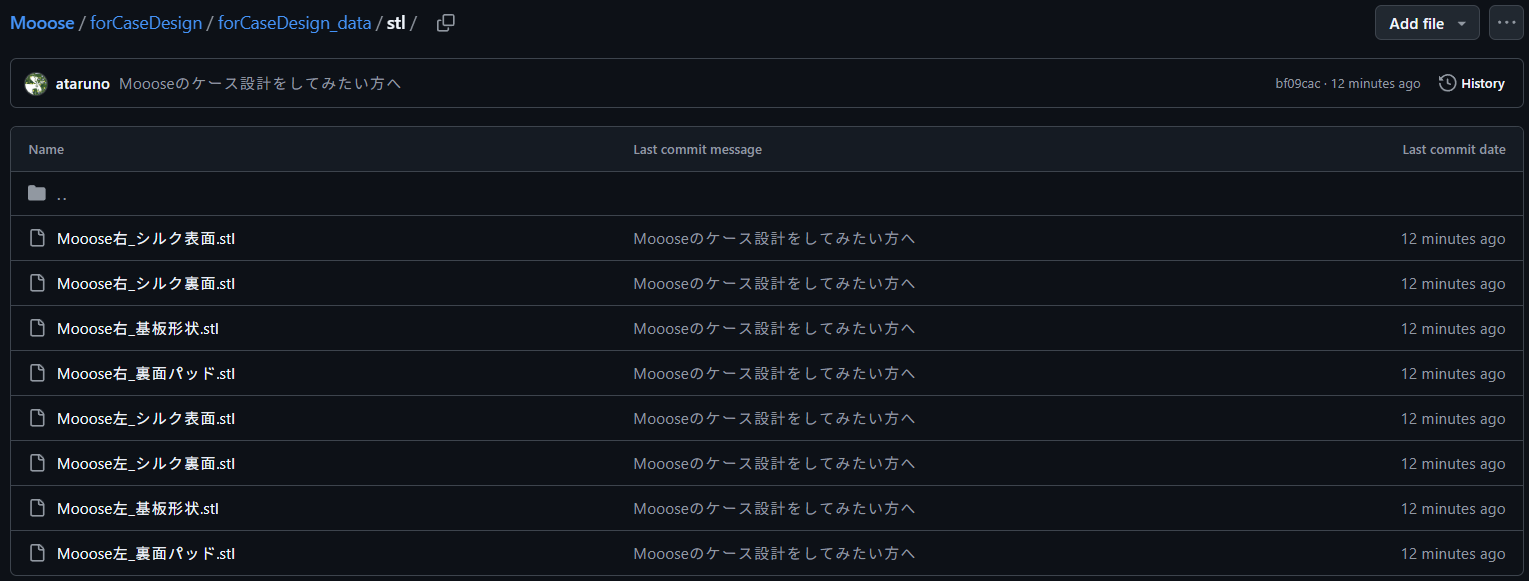 Mooose / forCaseDesign / forCaseDesign_data / stl / Add file ...
ataruno Moooseのケース設計をしてみたい方へ bf09cac · 12 minutes ago History
Name Last commit message Last commit date
..
Mooose右_シルク表面.stl Moooseのケース設計をしてみたい方へ 12 minutes ago
Mooose右_シルク裏面.stl Moooseのケース設計をしてみたい方へ 12 minutes ago
Mooose右_基板形状.stl Moooseのケース設計をしてみたい方へ 12 minutes ago
Mooose右_裏面パッド.stl Moooseのケース設計をしてみたい方へ 12 minutes ago
Mooose左_シルク表面.stl Moooseのケース設計をしてみたい方へ 12 minutes ago
Mooose左_シルク裏面.stl Moooseのケース設計をしてみたい方へ 12 minutes ago
Mooose左_基板形状.stl Moooseのケース設計をしてみたい方へ 12 minutes ago
Mooose左_裏面パッド.stl Moooseのケース設計をしてみたい方へ 12 minutes ago